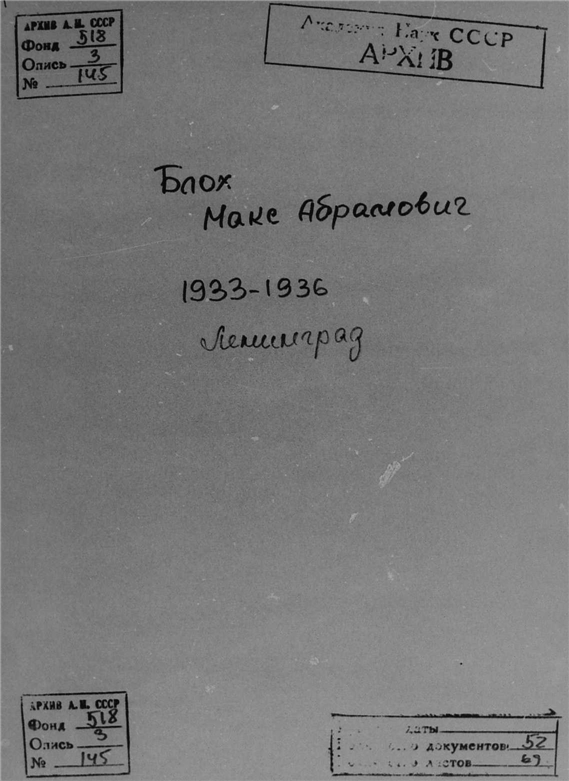 АРХИВ А.Н. СССР
Фонд 518
Опись 3
№ 145
Академия Наук СССР
АРХИВ
Блох
Макс Абрамович
1933-1936
Ленинград
АРХИВ А.Н. СССР
Фонд 518
Опись 3
№ 145
даты
документов 52
листов 69